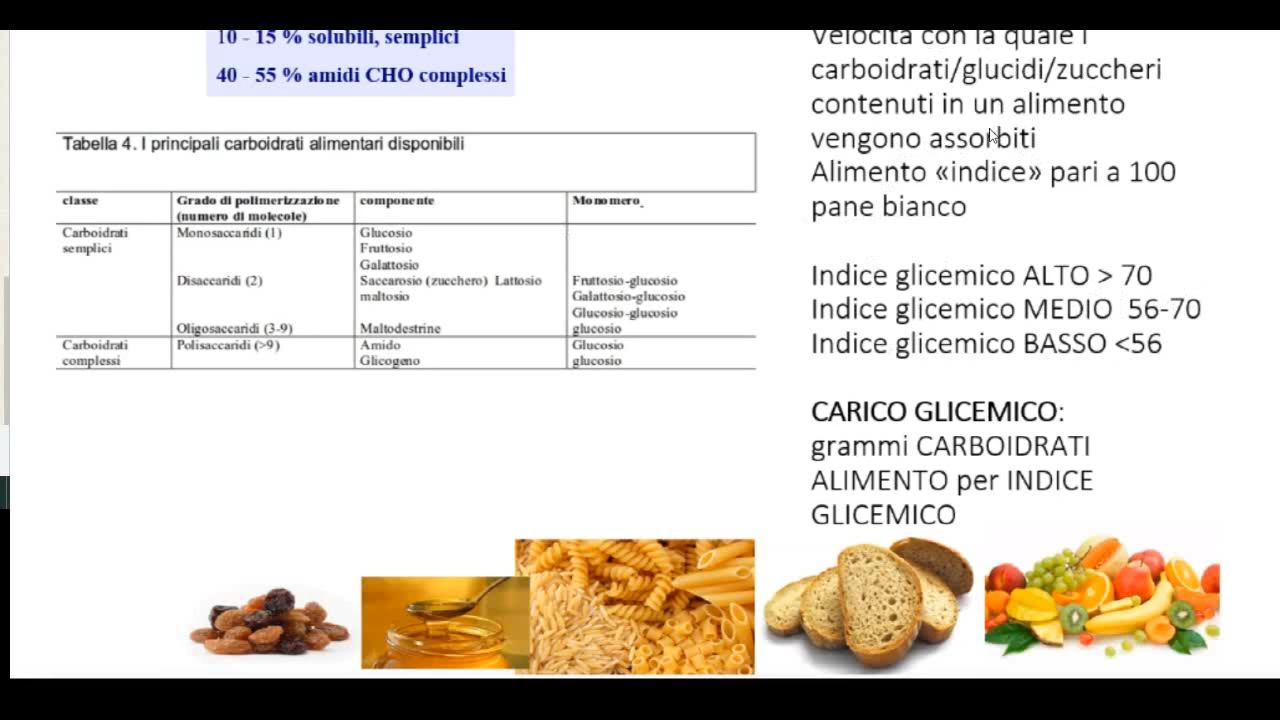 10 - 15 % solubili, semplici
40 - 55 % amidi CHO complessi
Tabella 4. I principali carboidrati alimentari disponibili
classe Grado di polimerizzazione (numero di molecole) componente Monomero
Carboidrati semplici Monosaccaridi (1) Glucosio
Fruttosio
Galattosio
Disaccaridi (2) Saccarosio (zucchero) Lattosio Fruttosio-glucosio
maltosio Galattosio-glucosio
Glucosio-glucosio
Oligosaccaridi (3-9) Maltodestrine glucosio
Carboidrati complessi Polisaccaridi (>9) Amido Glucosio
Glicogeno glucosio
Velocità con la quale i
carboidrati/glucidi/zuccheri
contenuti in un alimento
vengono assorbiti
Alimento «indice» pari a 100
pane bianco
Indice glicemico ALTO > 70
Indice glicemico MEDIO 56-70
Indice glicemico BASSO <56
CARICO GLICEMICO:
grammi CARBOIDRATI
ALIMENTO per INDICE
GLICEMICO